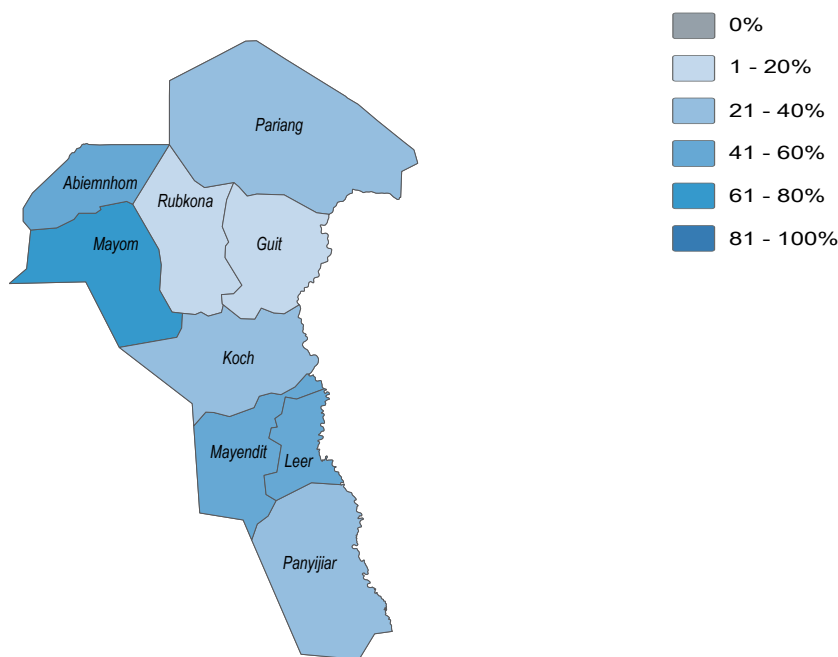 0%
1 - 20%
21 - 40%
41 - 60%
61 - 80%
81 - 100%
Pariang
Abiemnhom
Rubkona
Mayom
Guit
Koch
Mayendit
Leer
Panyijiar